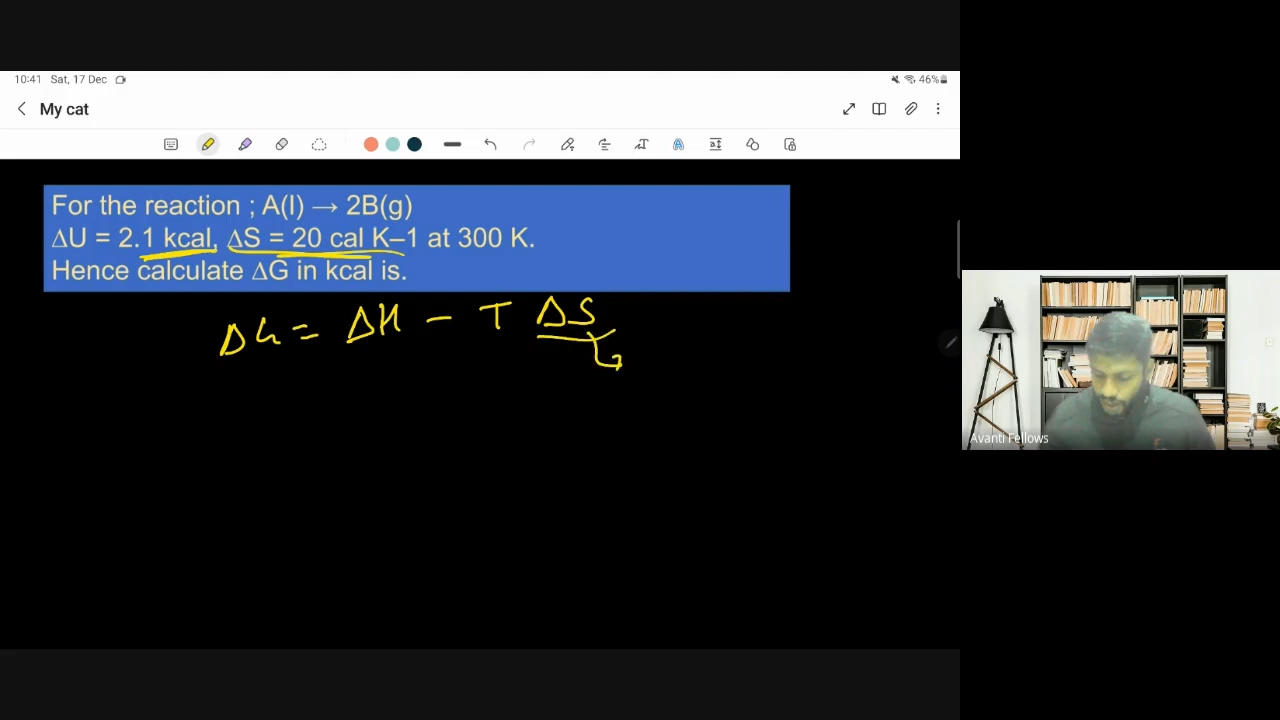 10:41 Sat, 17 Dec 46%
My cat
For the reaction ; A(l) → 2B(g)
ΔU = 2.1 kcal, ΔS = 20 cal K–1 at 300 K.
Hence calculate ΔG in kcal is.
ΔG = ΔH - T ΔS
Avanti Fellows